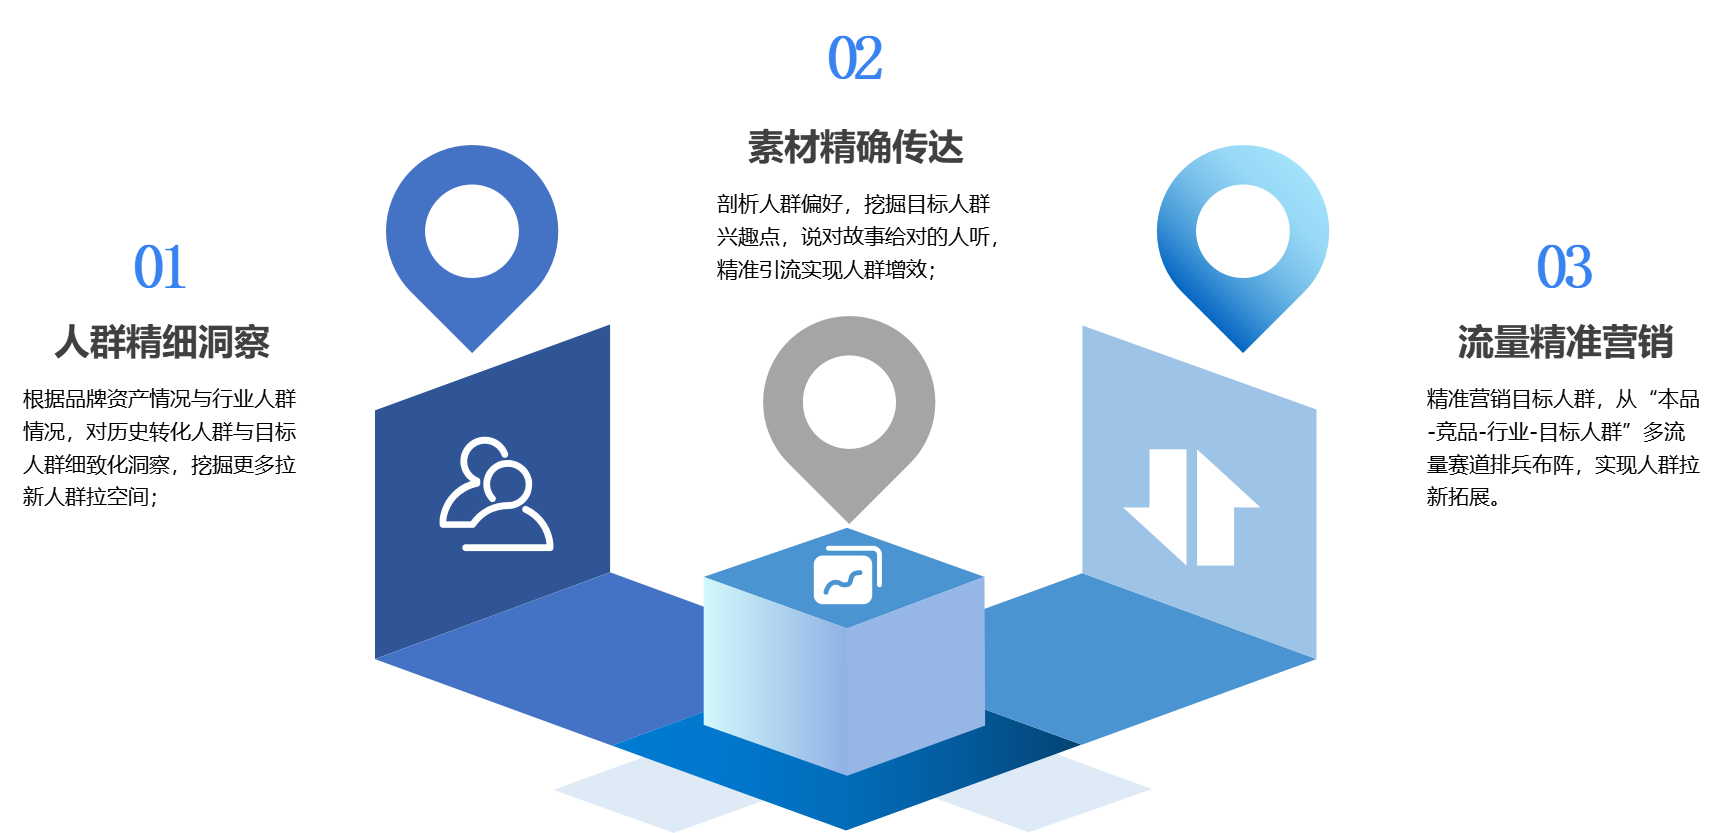 01
人群精细洞察
根据品牌资产情况与行业人群
情况，对历史转化人群与目标
人群细致化洞察，挖掘更多拉
新人群拉空间；
02
素材精确传达
剖析人群偏好，挖掘目标人群
兴趣点，说对故事给对的人听，
精准引流实现人群增效；
03
流量精准营销
精准营销目标人群，从“本品
-竞品-行业-目标人群”多流
量赛道排兵布阵，实现人群拉
新拓展。